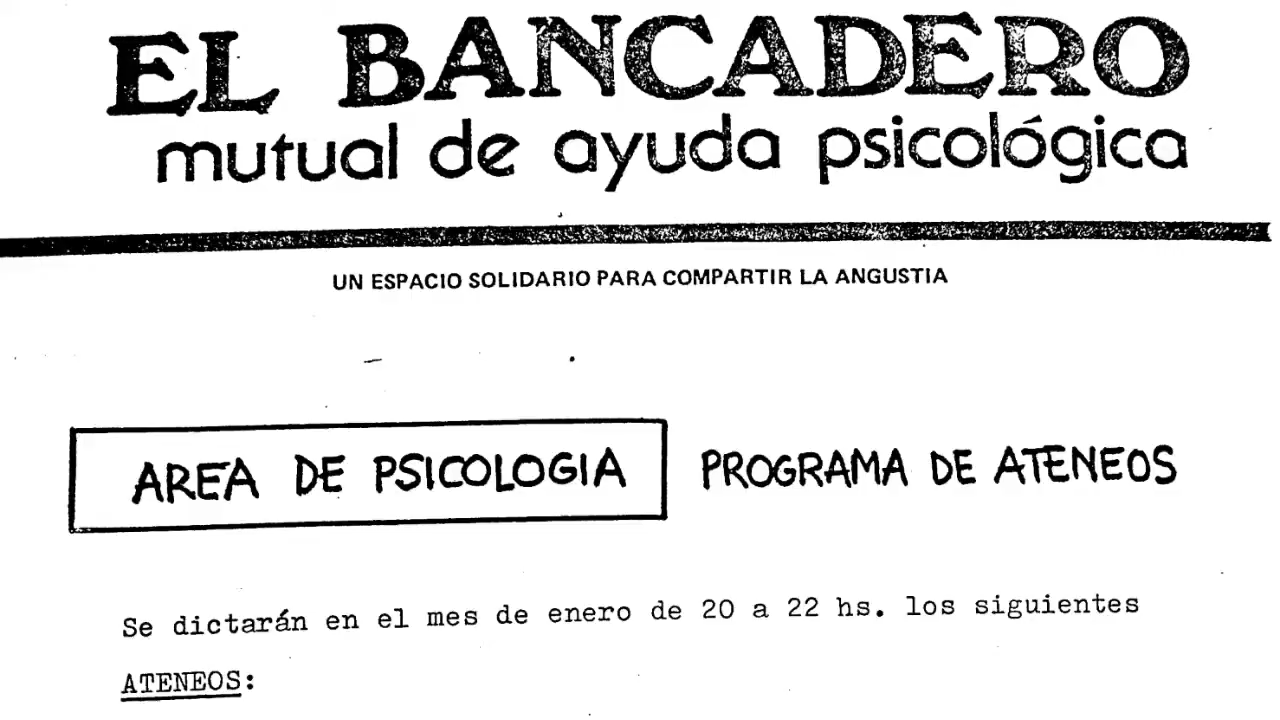 EL BANCADERO
mutual de ayuda psicológica
UN ESPACIO SOLIDARIO PARA COMPARTIR LA ANGUSTIA
AREA DE PSICOLOGIA PROGRAMA DE ATENEOS
Se dictarán en el mes de enero de 20 a 22 hs. los siguientes
ATENEOS: